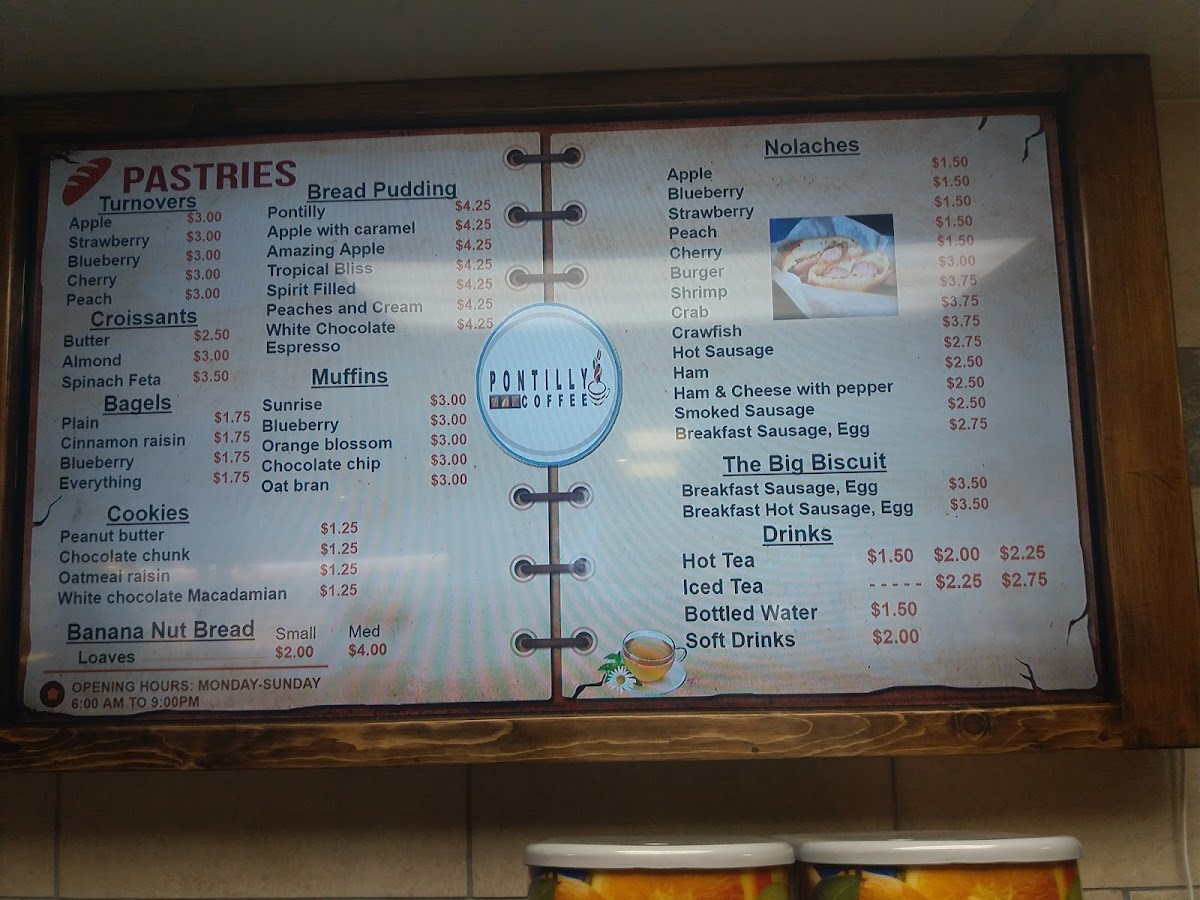 PASTRIES
Turnovers
Apple $3.00
Strawberry $3.00
Blueberry $3.00
Cherry $3.00
Peach $3.00
Croissants
Butter $2.50
Almond $3.00
Spinach Feta $3.50
Bagels
Plain $1.75
Cinnamon raisin $1.75
Blueberry $1.75
Everything $1.75
Bread Pudding
Pontilly $4.25
Apple with caramel $4.25
Amazing Apple $4.25
Tropical Bliss $4.25
Spirit Filled $4.25
Peaches and Cream $4.25
White Chocolate $4.25
Espresso
Muffins
Sunrise $3.00
Blueberry $3.00
Orange blossom $3.00
Chocolate chip $3.00
Oat bran $3.00
Cookies
Peanut butter $1.25
Chocolate chunk $1.25
Oatmeai raisin $1.25
White chocolate Macadamian $1.25
Banana Nut Bread Small Med
Loaves $2.00 $4.00
OPENING HOURS: MONDAY-SUNDAY
6:00 AM TO 9:00PM
PONTILLY
COFFEE
Nolaches
Apple $1.50
Blueberry $1.50
Strawberry $1.50
Peach $1.50
Cherry $1.50
Burger $3.00
Shrimp $3.75
Crab $3.75
Crawfish $3.75
Hot Sausage $2.75
Ham $2.50
Ham & Cheese with pepper $2.50
Smoked Sausage $2.50
Breakfast Sausage, Egg $2.75
The Big Biscuit
Breakfast Sausage, Egg $3.50
Breakfast Hot Sausage, Egg $3.50
Drinks
Hot Tea $1.50 $2.00 $2.25
Iced Tea - - - - - $2.25 $2.75
Bottled Water $1.50
Soft Drinks $2.00